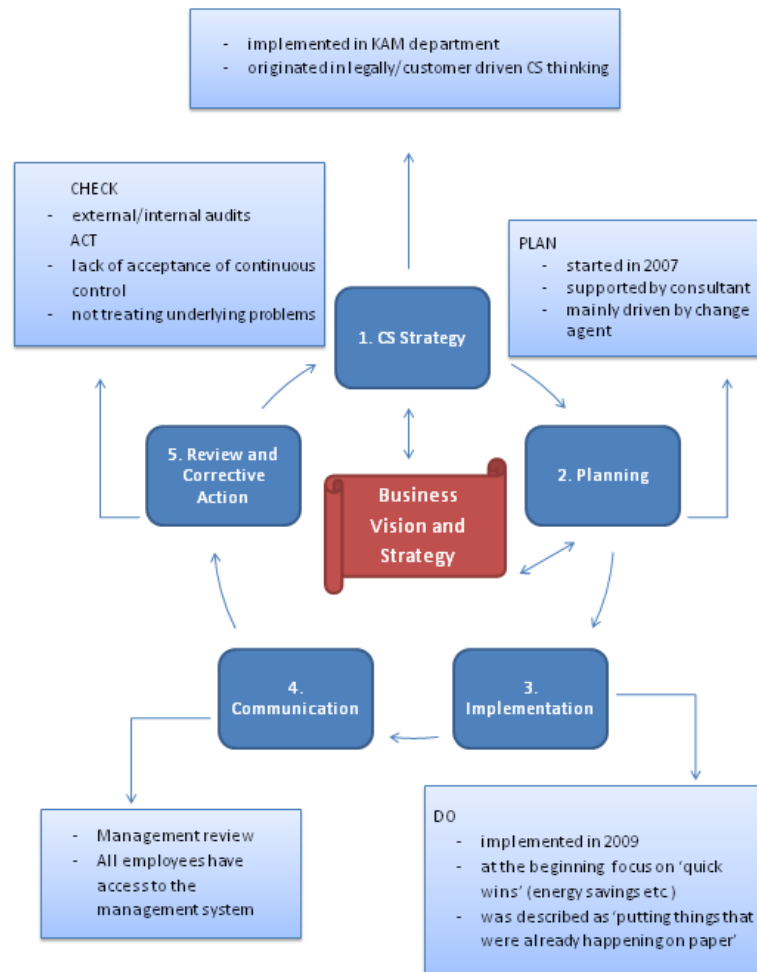 - implemented in KAM department
- originated in legally/customer driven CS thinking
CHECK
- external/internal audits
ACT
- lack of acceptance of continuous
control
- not treating underlying problems
PLAN
- started in 2007
- supported by consultant
- mainly driven by change
agent
1. CS Strategy
5. Review and
Corrective
Action
Business
Vision and
Strategy
2. Planning
4.
Communication
3.
Implementation
- Management review
- All employees have
access to the
management system
DO
- implemented in 2009
- at the beginning focus on ‘quick
wins’ (energy savings etc.)
- was described as ‘putting things that
were already happening on paper’